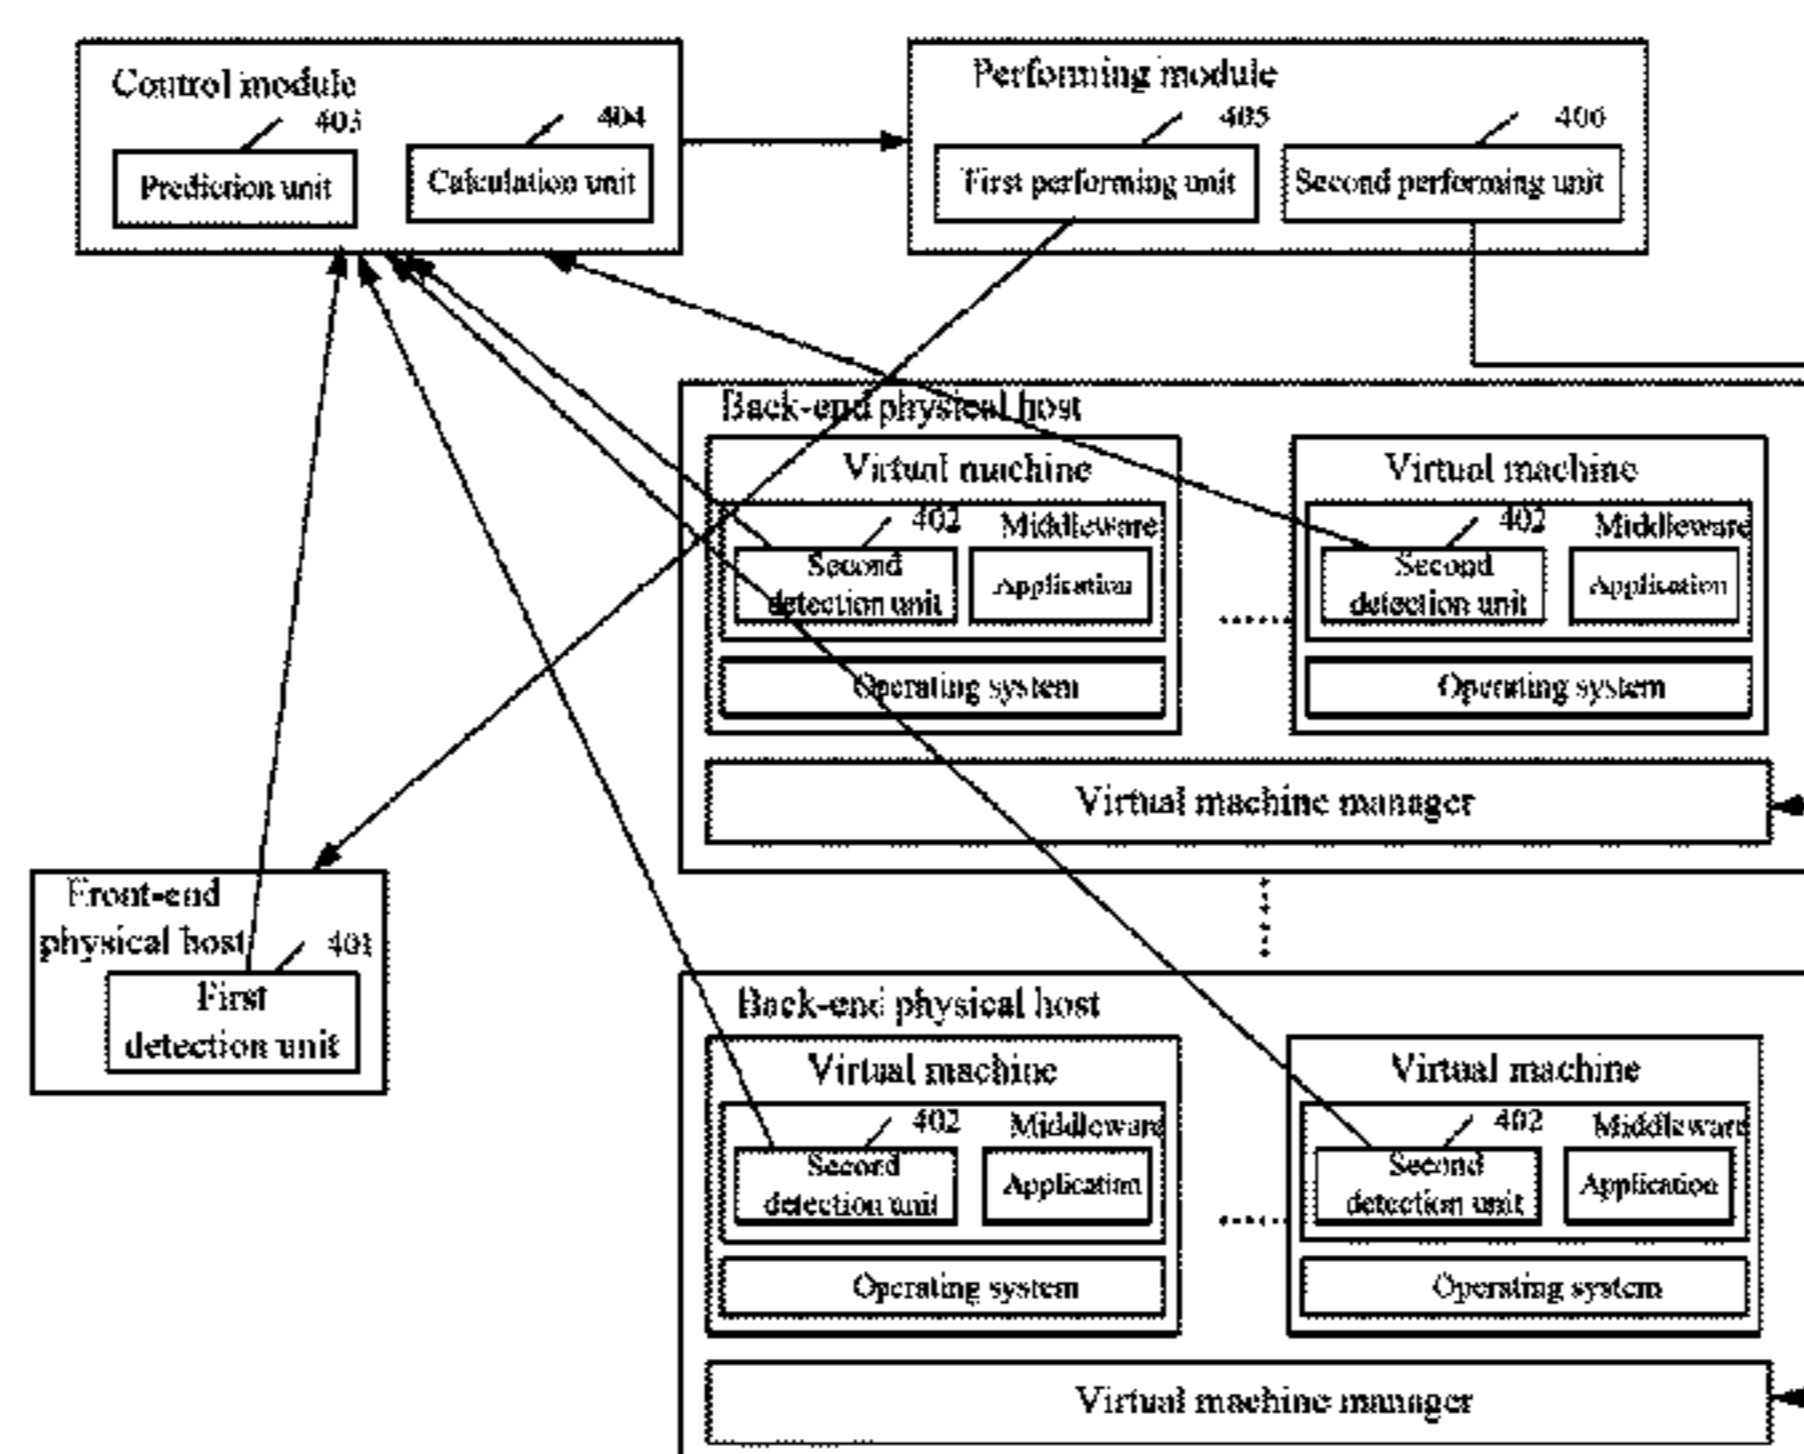 Control module
403
404
Prediction unit
Calculation unit
Performing module
405
406
First performing unit
Second performing unit
Back-end physical host
Virtual machine
402
Middleware
Second
detection unit
Application
Operating system
Virtual machine
402
Middleware
Second
detection unit
Application
Operating system
Virtual machine manager
Front-end
physical host
401
First
detection unit
Back-end physical host
Virtual machine
402
Middleware
Second
detection unit
Application
Operating system
Virtual machine
402
Middleware
Second
detection unit
Application
Operating system
Virtual machine manager